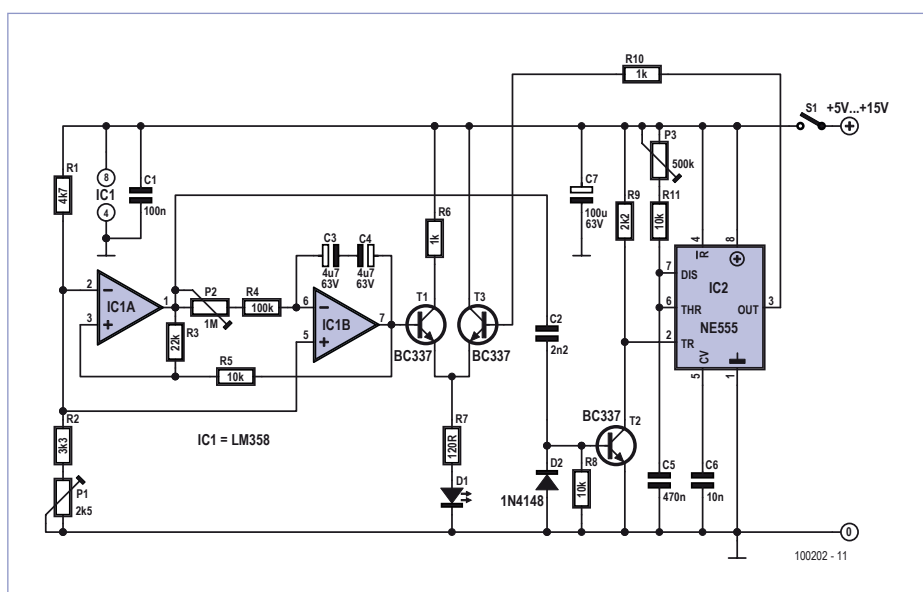 R10
1k
S1
+5V...+15V
R1
4k7
8
IC1
4
C1
100n
R6
1k
C7
100u
63V
R9
2k2
P3
500k
R11
10k
4
8
R
IC2
7
DIS
6
THR
OUT
3
NE555
2
TR
CV
5
1
2
IC1A
1
3
P2
1M
R4
100k
C3
4u7
63V
C4
4u7
63V
6
IC1B
7
5
T1
BC337
T3
BC337
R3
22k
R5
10k
C2
2n2
R2
3k3
P1
2k5
IC1 = LM358
R7
120R
D1
BC337
T2
D2
1N4148
R8
10k
C5
470n
C6
10n
0
100202 - 11